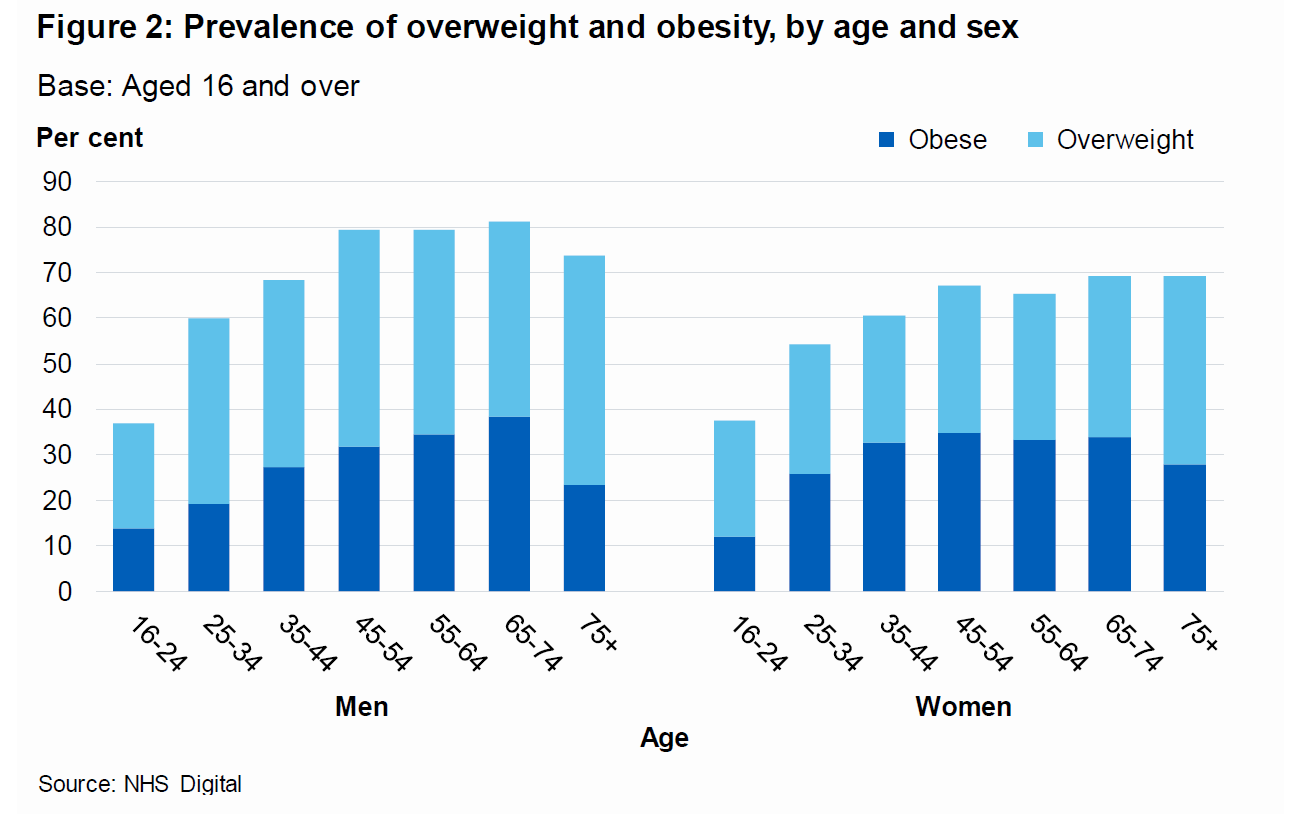 Figure 2: Prevalence of overweight and obesity, by age and sex
Base: Aged 16 and over
Per cent
Obese Overweight
90
80
70
60
50
40
30
20
10
0
16-24 25-34 35-44 45-54 55-64 65-74 75+ 16-24 25-34 35-44 45-54 55-64 65-74 75+
Men Women
Age
Source: NHS Digital